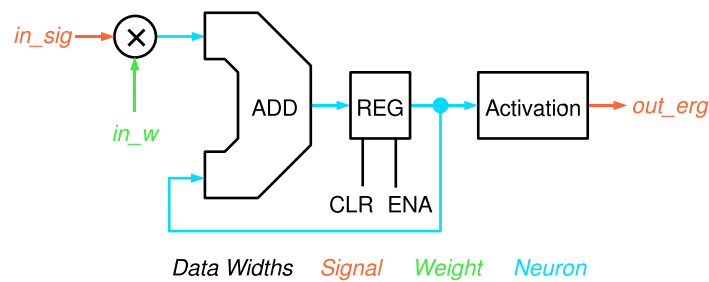 in_sig
in_w
ADD
REG
Activation
out_erg
CLR ENA
Data Widths Signal Weight Neuron